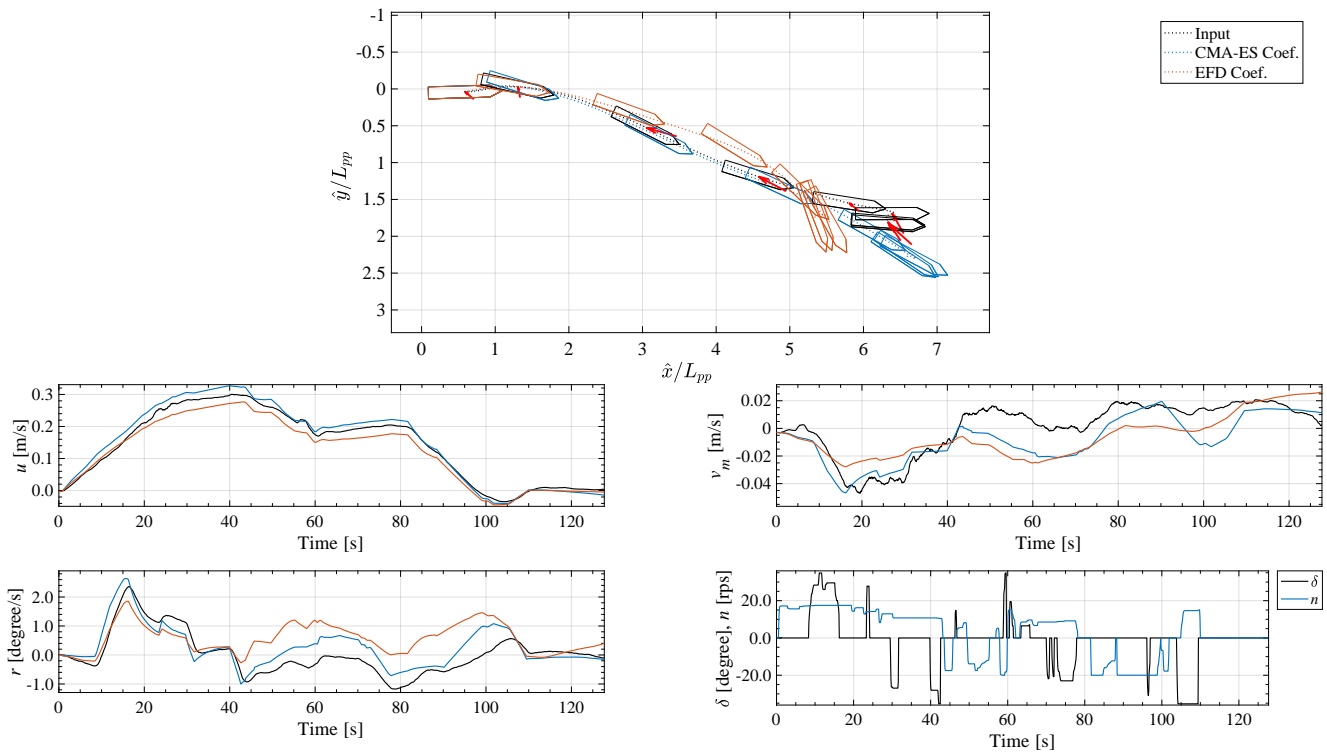 -1
-0.5
0
0.5
1
1.5
2
2.5
3
ŷ/L_pp
0 1 2 3 4 5 6 7
x̂/L_pp
Input
CMA-ES Coef.
EFD Coef.
0.3
0.2
0.1
0.0
u [m/s]
0 20 40 60 80 100 120
Time [s]
0.02
0
-0.02
-0.04
v_m [m/s]
0 20 40 60 80 100 120
Time [s]
2.0
1.0
0.0
-1.0
r [degree/s]
0 20 40 60 80 100 120
Time [s]
20.0
0.0
-20.0
δ [degree], n [rps]
0 20 40 60 80 100 120
Time [s]
δ
n